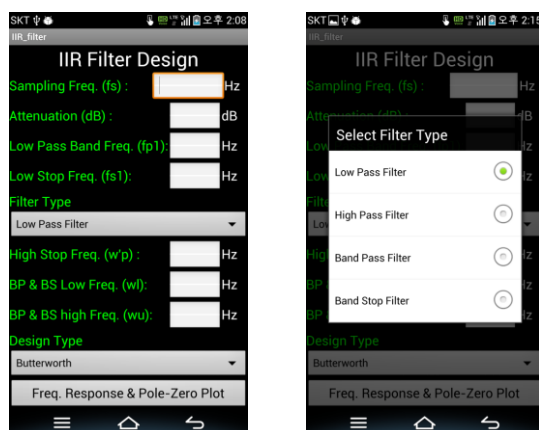 SKT 오후 2:08
IIR_filter
IIR Filter Design
Sampling Freq. (fs) : Hz
Attenuation (dB) : dB
Low Pass Band Freq. (fp1): Hz
Low Stop Freq. (fs1): Hz
Filter Type
Low Pass Filter
High Stop Freq. (w'p) : Hz
BP & BS Low Freq. (wl): Hz
BP & BS high Freq. (wu): Hz
Design Type
Butterworth
Freq. Response & Pole-Zero Plot
SKT 오후 2:15
IIR_filter
IIR Filter Design
Sampling Freq. (fs) : Hz
Select Filter Type
Low Pass Filter
High Pass Filter
Band Pass Filter
Band Stop Filter
Design Type
Butterworth
Freq. Response & Pole-Zero Plot